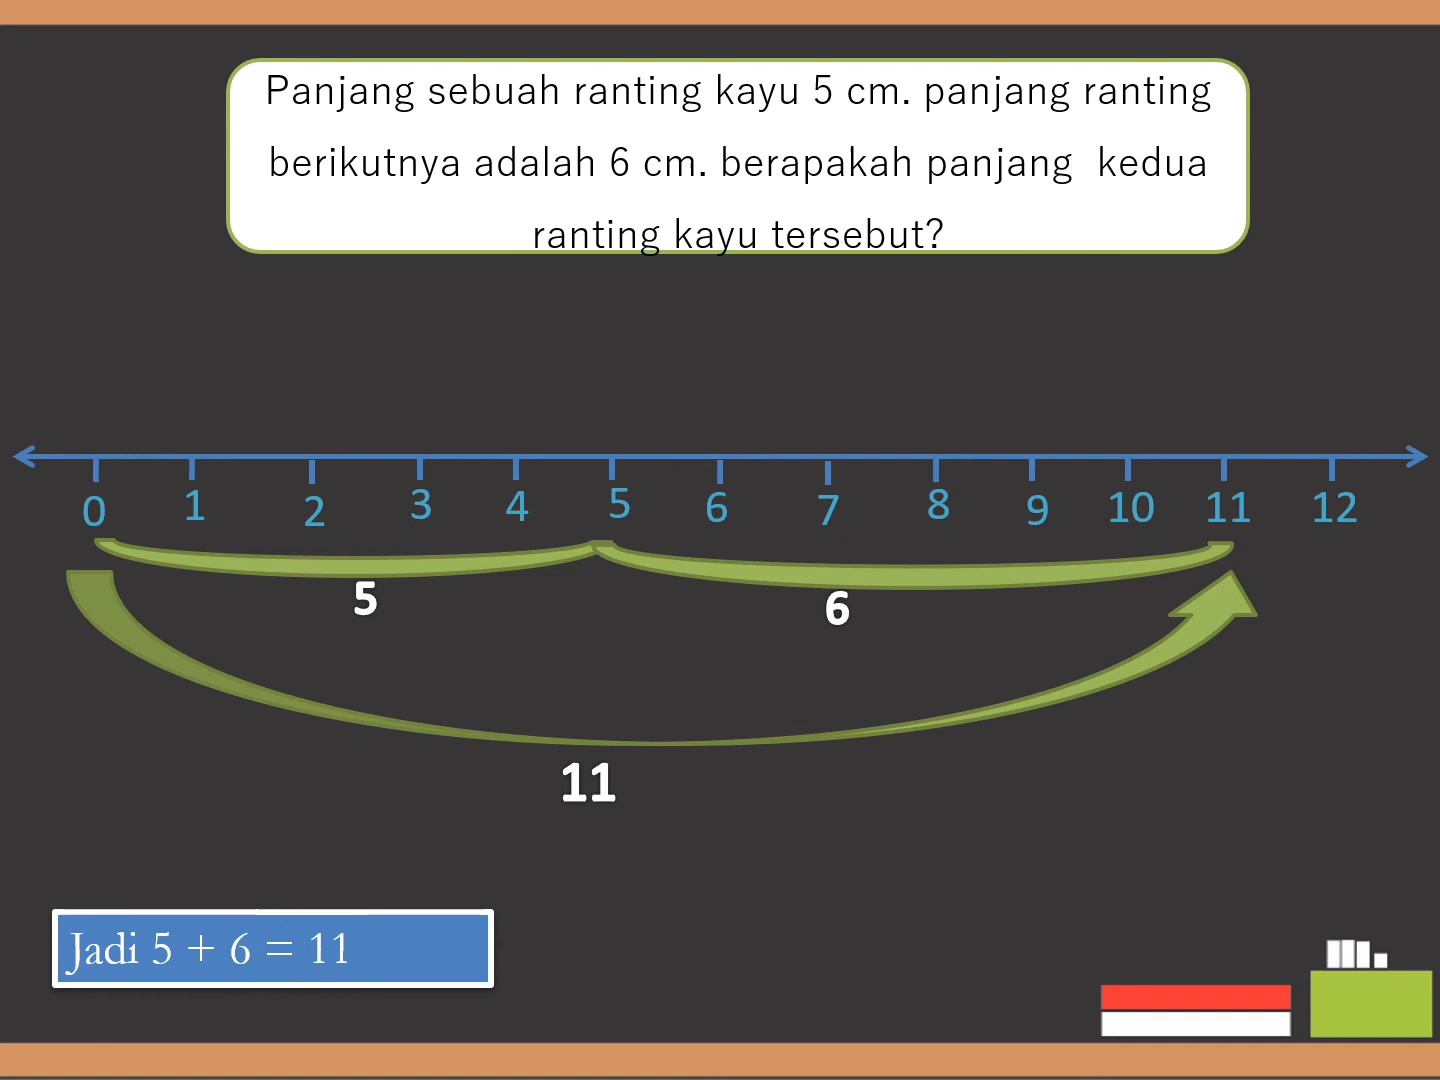 Panjang sebuah ranting kayu 5 cm. panjang ranting
berikutnya adalah 6 cm. berapakah panjang  kedua
ranting kayu tersebut?
0 1 2 3 4 5 6 7 8 9 10 11 12
5 6
11
Jadi 5 + 6 = 11